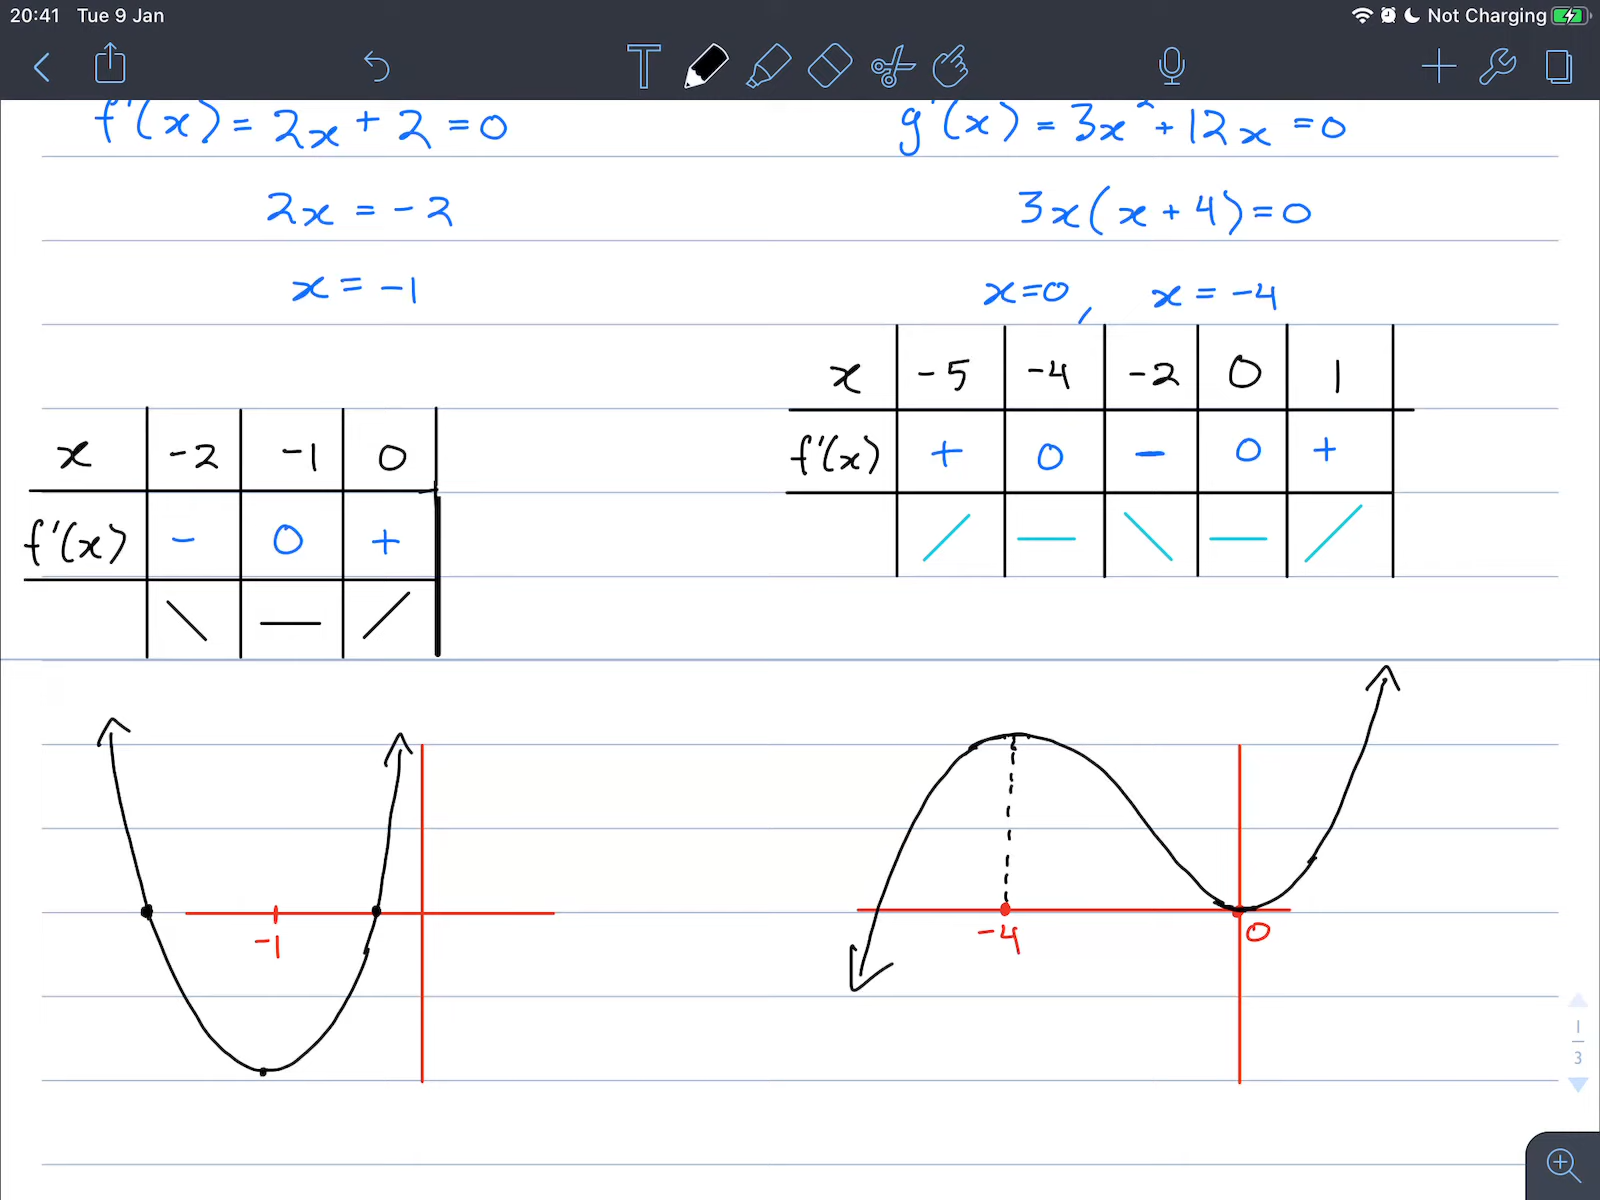 20:41 Tue 9 Jan
Not Charging
f'(x) = 2x + 2 = 0
2x = -2
x = -1
x -2 -1 0
f'(x) - 0 +
-1
g'(x) = 3x² + 12x = 0
3x(x + 4) = 0
x=0, x = -4
x -5 -4 -2 0 1
f'(x) + 0 - 0 +
-4 0
1
3